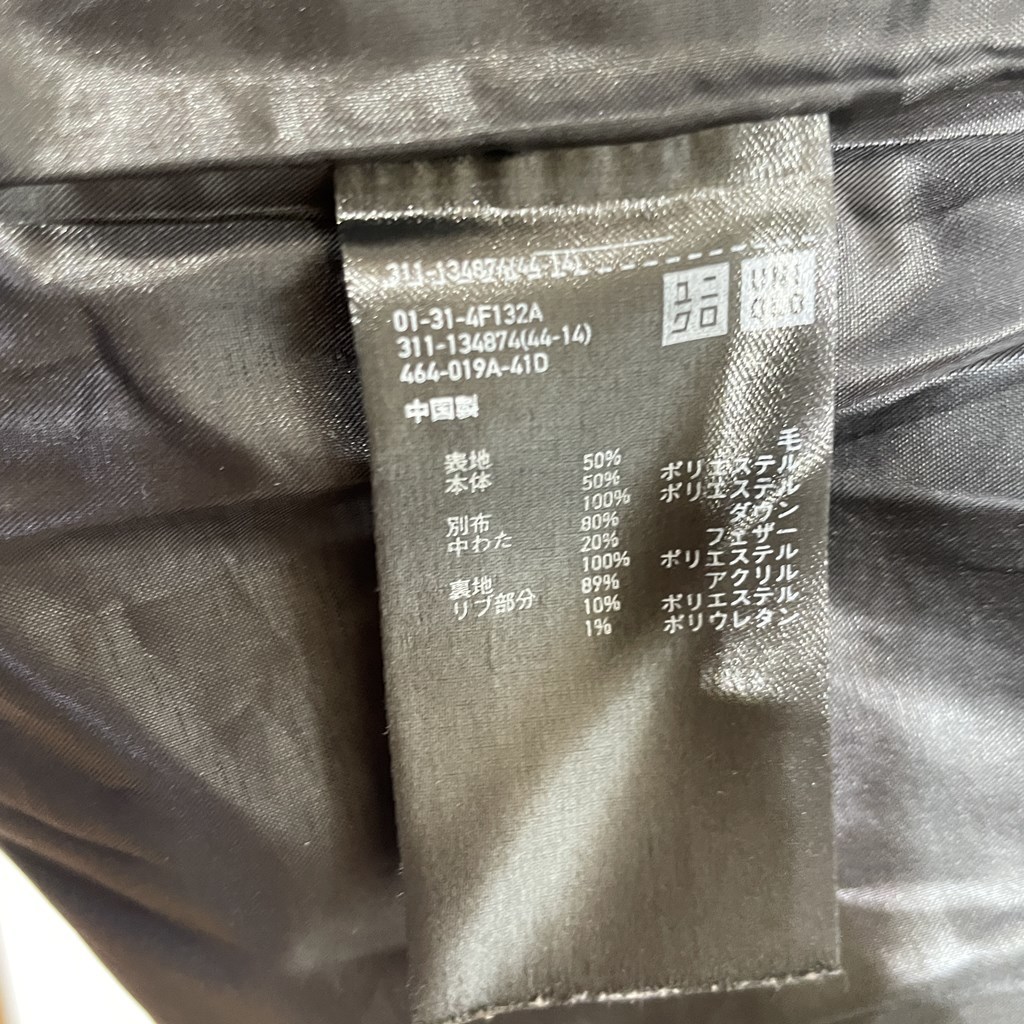 311-134874(44-14)
ユニクロ
UNIQLO
01-31-4F132A
311-134874(44-14)
464-019A-41D
中国製
毛
表地 50% ポリエステル
本体 50% ポリエステル
100% ダウン
別布 80% フェザー
中わた 20% ポリエステル
100% アクリル
裏地 89% ポリエステル
リブ部分 10% ポリウレタン
1%